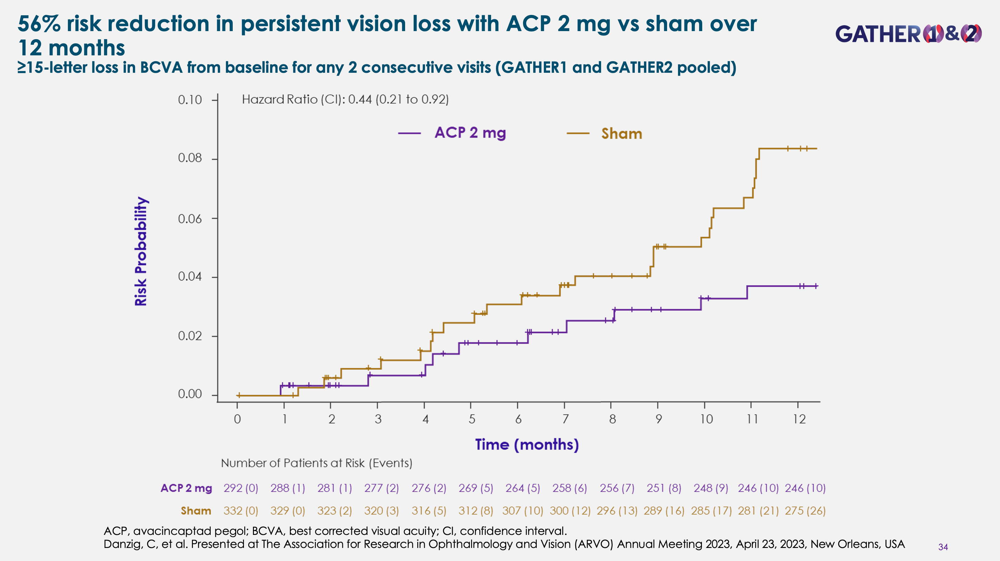 56% risk reduction in persistent vision loss with ACP 2 mg vs sham over
12 months
≥15-letter loss in BCVA from baseline for any 2 consecutive visits (GATHER1 and GATHER2 pooled)
GATHER 1 & 2
Hazard Ratio (CI): 0.44 (0.21 to 0.92)
ACP 2 mg Sham
0.10
0.08
0.06
0.04
0.02
0.00
Risk Probability
0 1 2 3 4 5 6 7 8 9 10 11 12
Time (months)
Number of Patients at Risk (Events)
ACP 2 mg 292 (0) 288 (1) 281 (1) 277 (2) 276 (2) 269 (5) 264 (5) 258 (6) 256 (7) 251 (8) 248 (9) 246 (10) 246 (10)
Sham 332 (0) 329 (0) 323 (2) 320 (3) 316 (5) 312 (8) 307 (10) 300 (12) 296 (13) 289 (16) 285 (17) 281 (21) 275 (26)
ACP, avacincaptad pegol; BCVA, best corrected visual acuity; CI, confidence interval.
Danzig, C, et al. Presented at The Association for Research in Ophthalmology and Vision (ARVO) Annual Meeting 2023, April 23, 2023, New Orleans, USA
34